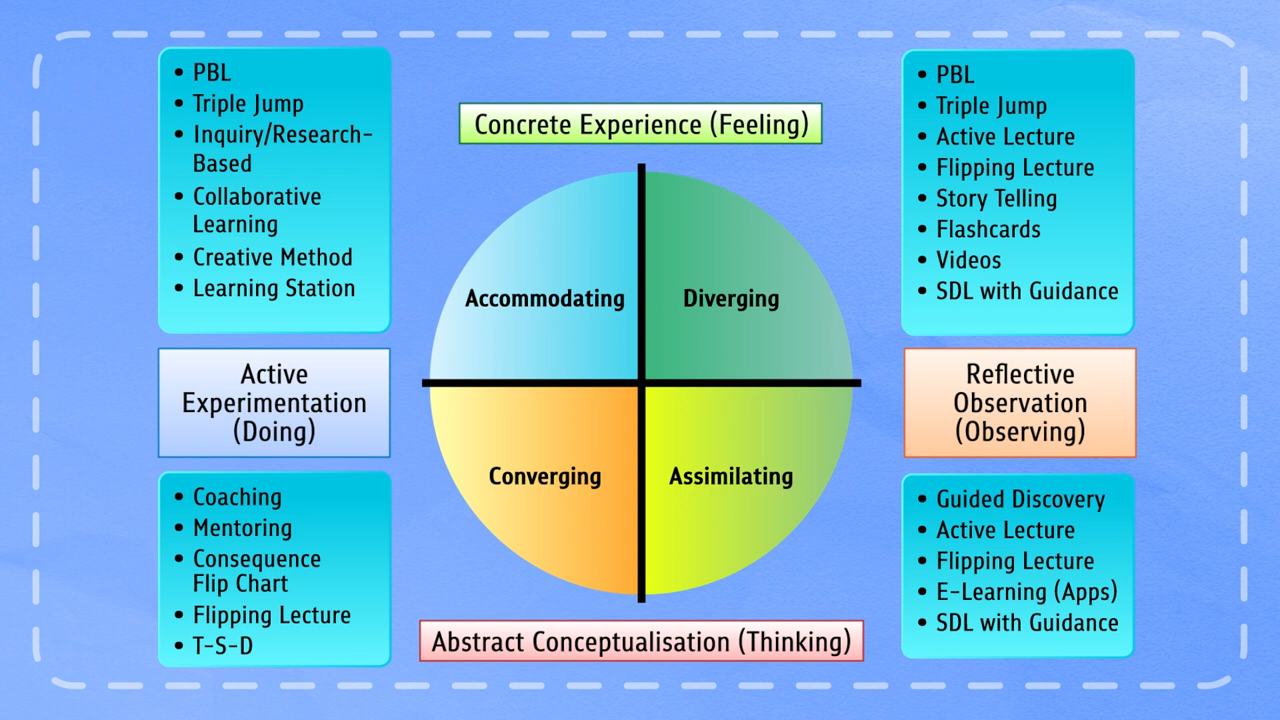 • PBL
• Triple Jump
• Inquiry/Research-
Based
• Collaborative
Learning
• Creative Method
• Learning Station
Concrete Experience (Feeling)
• PBL
• Triple Jump
• Active Lecture
• Flipping Lecture
• Story Telling
• Flashcards
• Videos
• SDL with Guidance
Accommodating
Diverging
Active
Experimentation
(Doing)
Reflective
Observation
(Observing)
Converging
Assimilating
• Coaching
• Mentoring
• Consequence
Flip Chart
• Flipping Lecture
• T-S-D
• Guided Discovery
• Active Lecture
• Flipping Lecture
• E-Learning (Apps)
• SDL with Guidance
Abstract Conceptualisation (Thinking)